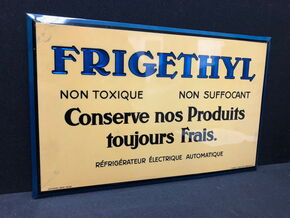 FRIGETHYL
NON TOXIQUE NON SUFFOCANT
Conserve nos Produits
toujours Frais.
RÉFRIGÉRATEUR ÉLECTRIQUE AUTOMATIQUE